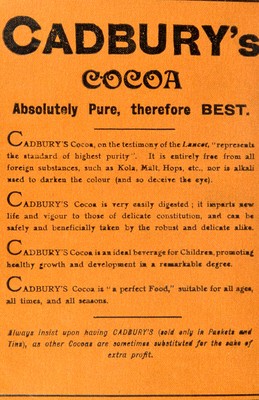 CADBURY's
COCOA
Absolutely Pure, therefore BEST.
CADBURY'S Cocoa, on the testimony of the Lancet, "represents
the standard of highest purity". It is entirely free from all
foreign substances, such as Kola, Malt, Hops, etc., nor is alkali
used to darken the colour (and so deceive the eye).
CADBURY'S Cocoa is very easily digested; it imparts new
life and vigour to those of delicate constitution, and can be
safely and beneficially taken by the robust and delicate alike.
CADBURY'S Cocoa is an ideal beverage for Children, promoting
healthy growth and development in a remarkable degree.
CADBURY'S Cocoa is "a perfect Food," suitable for all ages,
all times, and all seasons.
Always insist upon having CADBURY'S (sold only in Packets and
Tins), as other Cocoas are sometimes substituted for the sake of
extra profit.